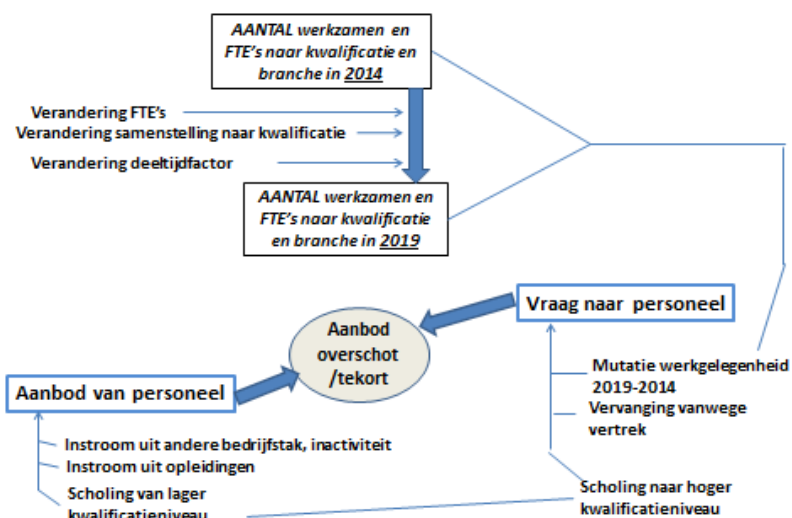 AANTAL werkzamen en
FTE's naar kwalificatie en
branche in 2014
Verandering FTE's
Verandering samenstelling naar kwalificatie
Verandering deeltijdfactor
AANTAL werkzamen en
FTE's naar kwalificatie
en branche in 2019
Vraag naar personeel
Aanbod
overschot
/tekort
Mutatie werkgelegenheid
2019-2014
Vervanging vanwege
vertrek
Aanbod van personeel
Instroom uit andere bedrijfstak, inactiviteit
Instroom uit opleidingen
Scholing van lager
kwalificatieniveau
Scholing naar hoger
kwalificatieniveau